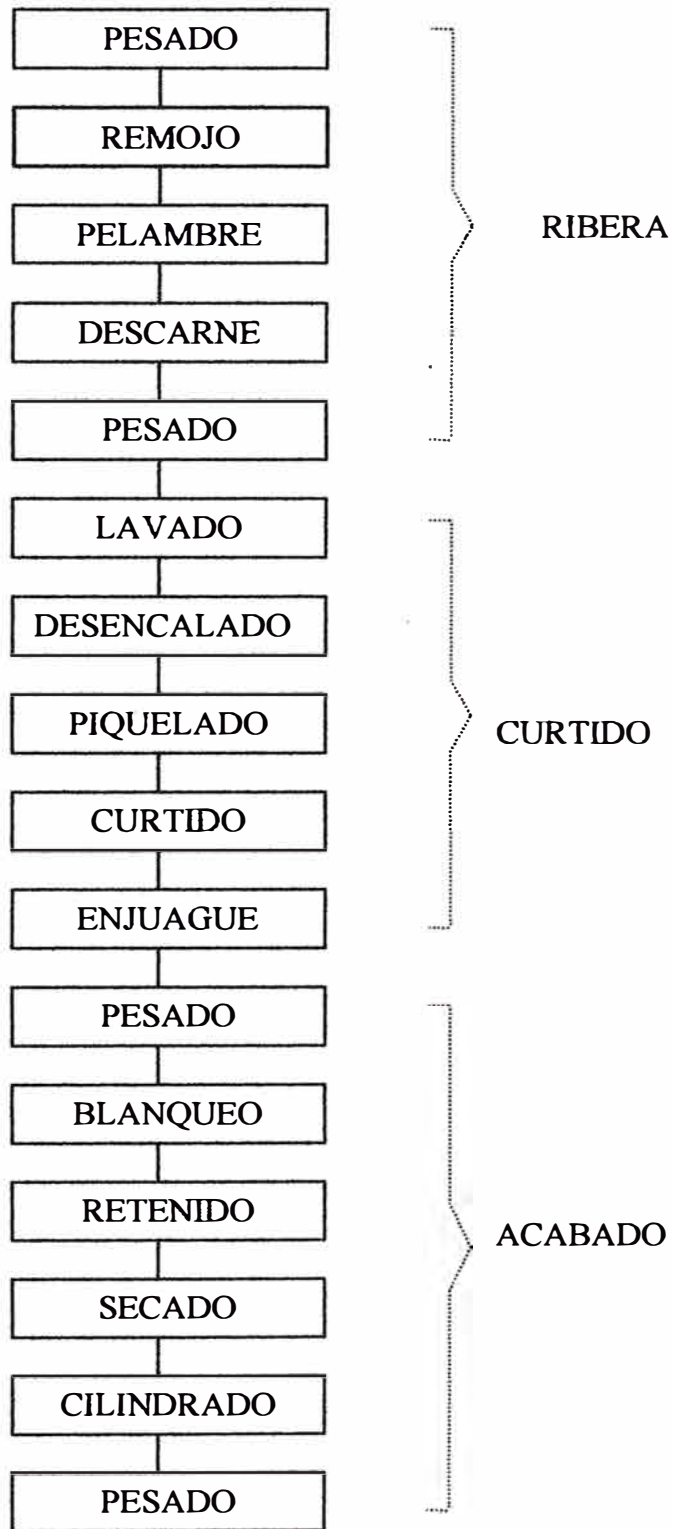 PESADO
REMOJO
PELAMBRE
RIBERA
DESCARNE
PESADO
LAVADO
DESENCALADO
PIQUELADO
CURTIDO
CURTIDO
ENJUAGUE
PESADO
BLANQUEO
RETENIDO
ACABADO
SECADO
CILINDRADO
PESADO